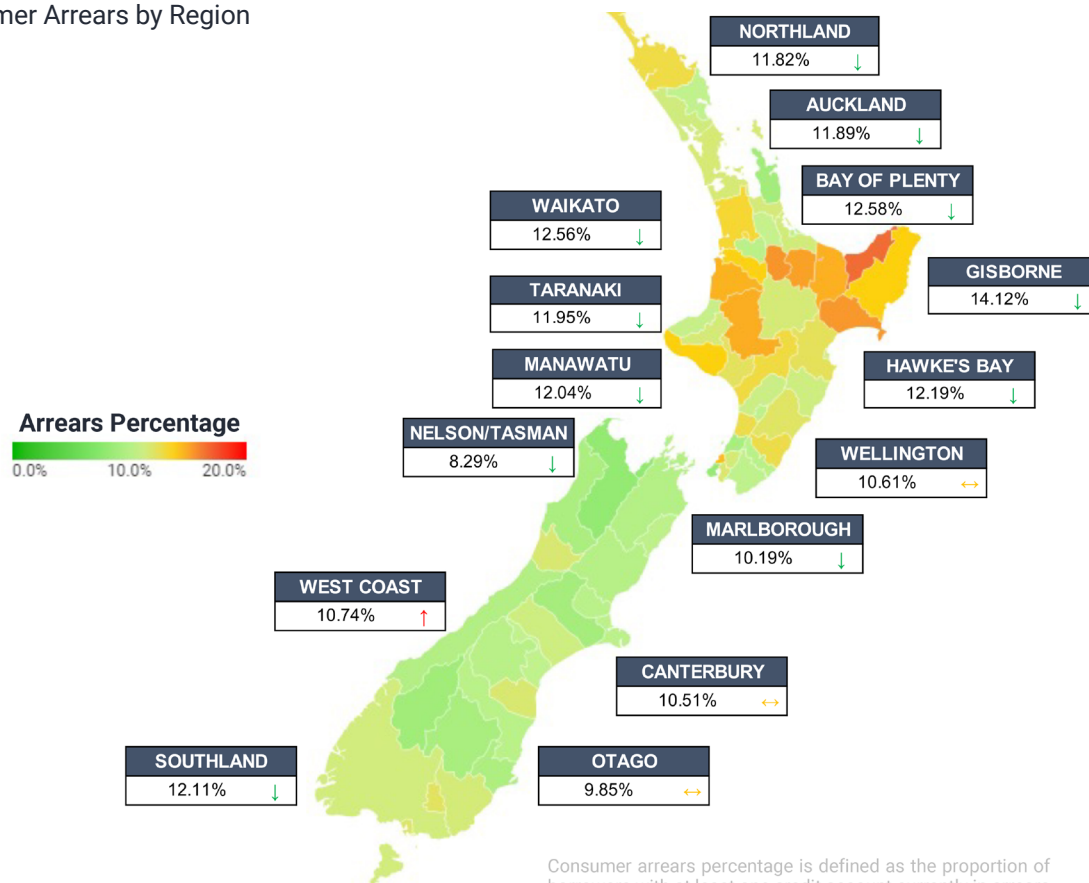 mer Arrears by Region
NORTHLAND
11.82% ↓
AUCKLAND
11.89% ↓
BAY OF PLENTY
12.58% ↓
WAIKATO
12.56% ↓
GISBORNE
14.12% ↓
TARANAKI
11.95% ↓
MANAWATU
12.04% ↓
HAWKE'S BAY
12.19% ↓
Arrears Percentage
0.0% 10.0% 20.0%
NELSON/TASMAN
8.29% ↓
WELLINGTON
10.61% ↔
MARLBOROUGH
10.19% ↓
WEST COAST
10.74% ↑
CANTERBURY
10.51% ↔
SOUTHLAND
12.11% ↓
OTAGO
9.85% ↔
Consumer arrears percentage is defined as the proportion of